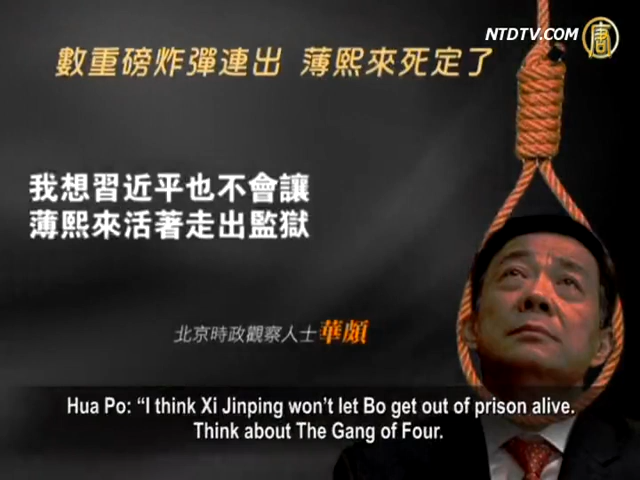 NTDTV.COM
唐
數重磅炸彈連出 薄熙來死定了
我想習近平也不會讓
薄熙來活著走出監獄
北京時政觀察人士華頗
Hua Po: “I think Xi Jinping won’t let Bo get out of prison alive.
Think about The Gang of Four.